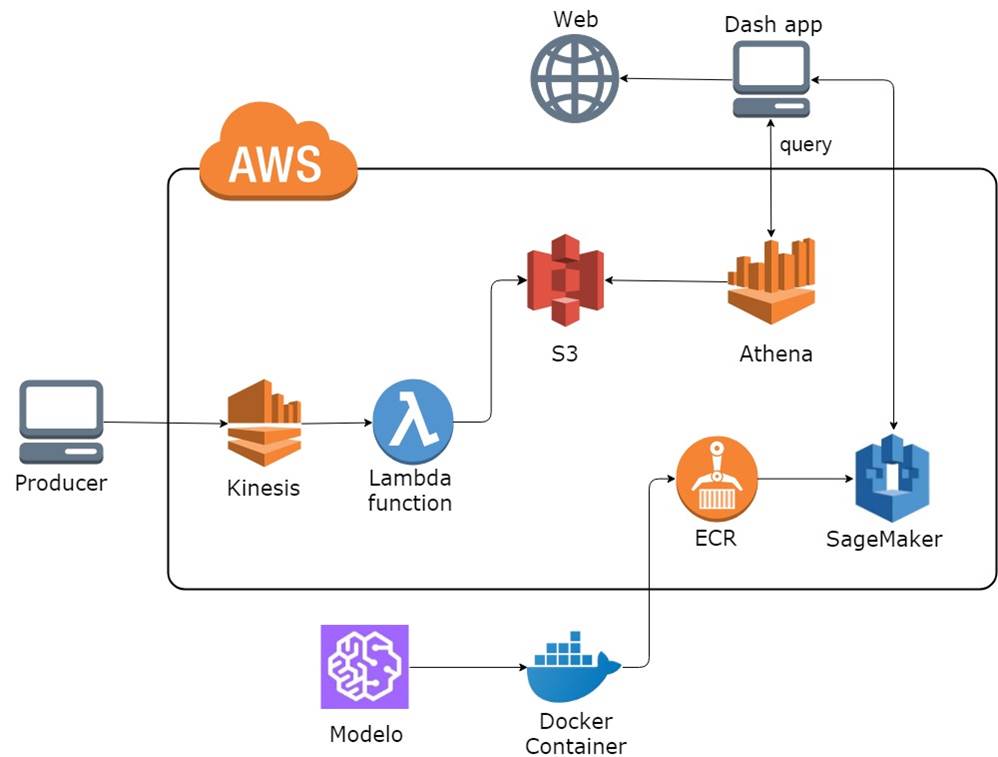 Web
Dash app
query
AWS
S3
Athena
Producer
Kinesis
Lambda
function
ECR
SageMaker
Modelo
Docker
Container